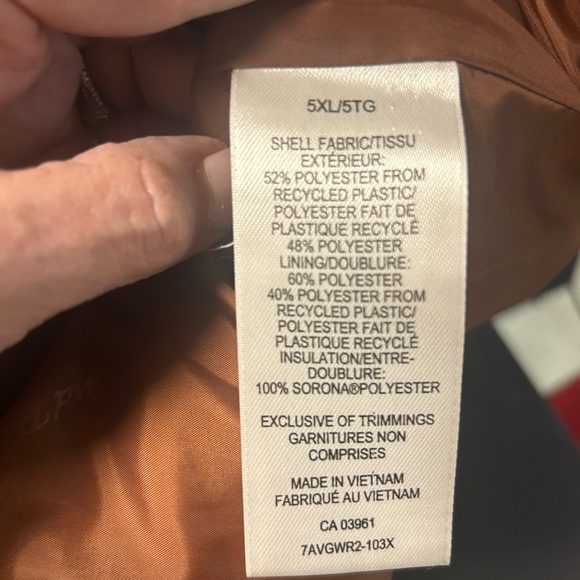 5XL/5TG
SHELL FABRIC/TISSU
EXTÉRIEUR:
52% POLYESTER FROM
RECYCLED PLASTIC/
POLYESTER FAIT DE
PLASTIQUE RECYCLÉ
48% POLYESTER
LINING/DOUBLURE:
60% POLYESTER
40% POLYESTER FROM
RECYCLED PLASTIC/
POLYESTER FAIT DE
PLASTIQUE RECYCLÉ
INSULATION/ENTRE-
DOUBLURE:
100% SORONA®POLYESTER
EXCLUSIVE OF TRIMMINGS
GARNITURES NON
COMPRISES
MADE IN VIETNAM
FABRIQUÉ AU VIETNAM
CA 03961
7AVGWR2-103X